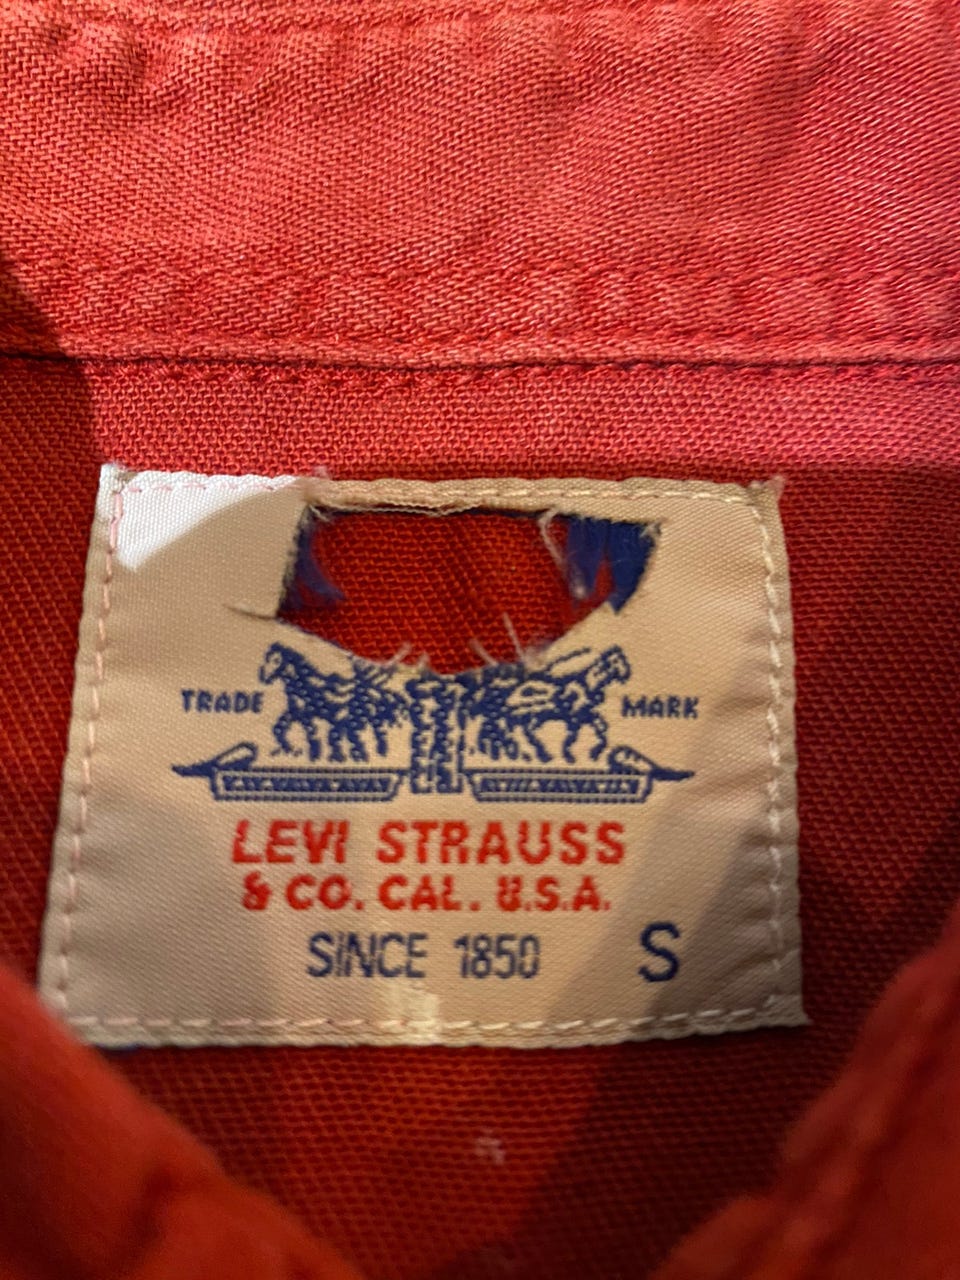 TRADE MARK
LEVI STRAUSS
& CO. CAL. U.S.A.
SINCE 1850 S